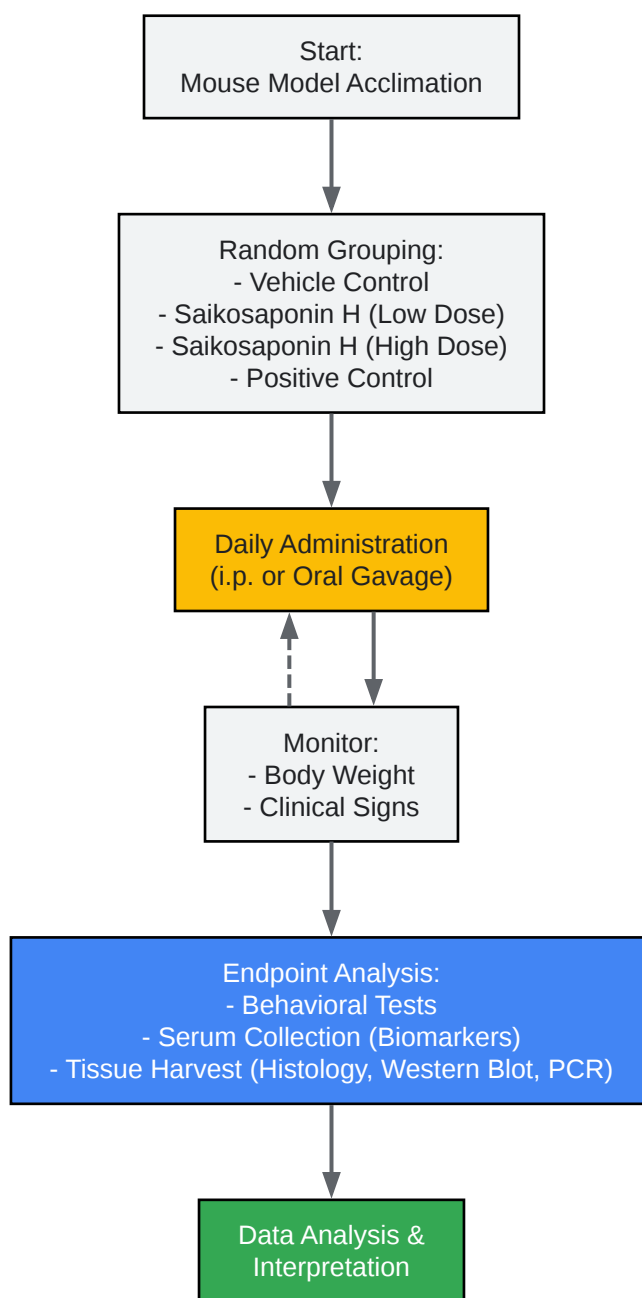 Start:
Mouse Model Acclimation
Random Grouping:
- Vehicle Control
- Saikosaponin H (Low Dose)
- Saikosaponin H (High Dose)
- Positive Control
Daily Administration
(i.p. or Oral Gavage)
Monitor:
- Body Weight
- Clinical Signs
Endpoint Analysis:
- Behavioral Tests
- Serum Collection (Biomarkers)
- Tissue Harvest (Histology, Western Blot, PCR)
Data Analysis &
Interpretation